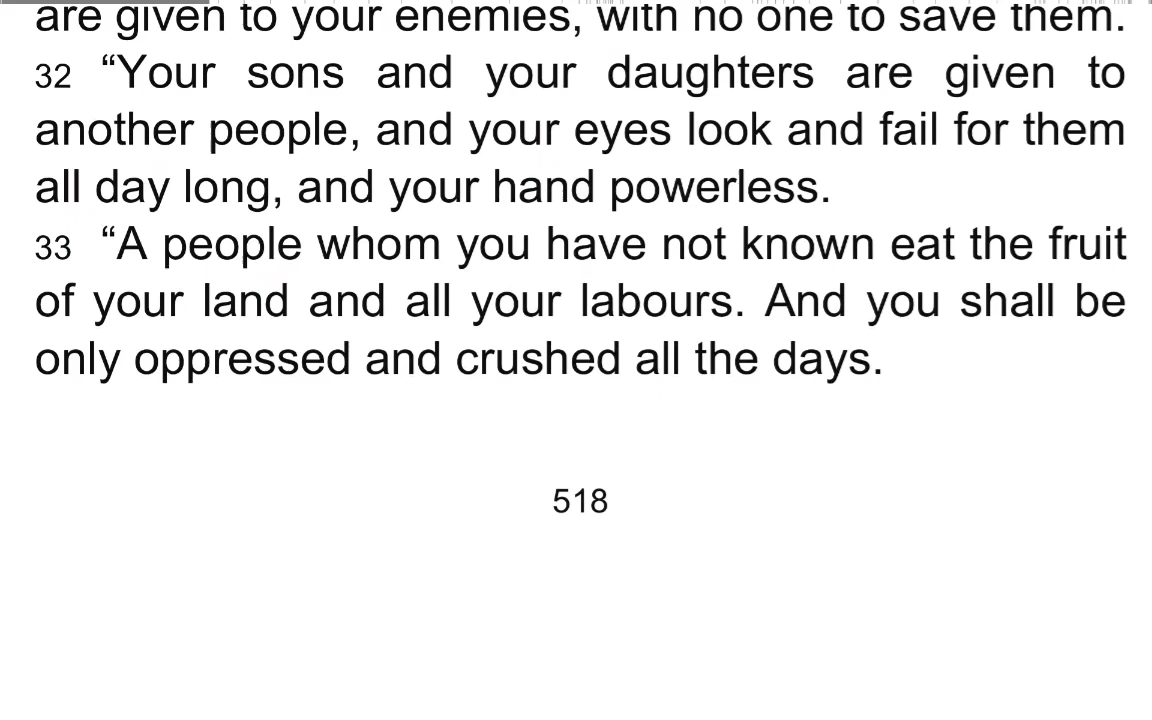 are given to your enemies, with no one to save them.
32 “Your sons and your daughters are given to
another people, and your eyes look and fail for them
all day long, and your hand powerless.
33 “A people whom you have not known eat the fruit
of your land and all your labours. And you shall be
only oppressed and crushed all the days.
518